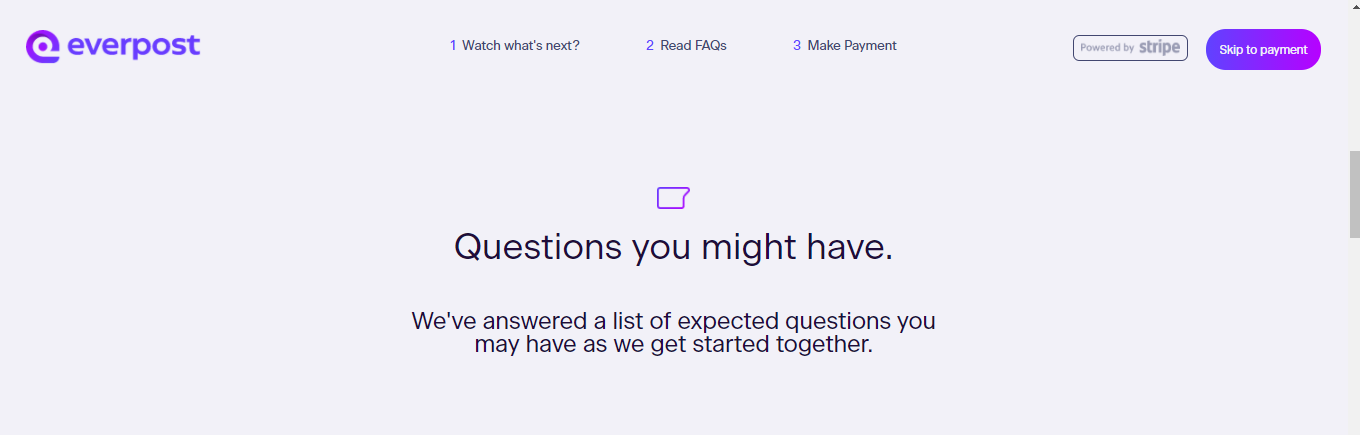 everpost
1 Watch what's next?
2 Read FAQs
3 Make Payment
Powered by stripe
Skip to payment
Questions you might have.
We've answered a list of expected questions you
may have as we get started together.